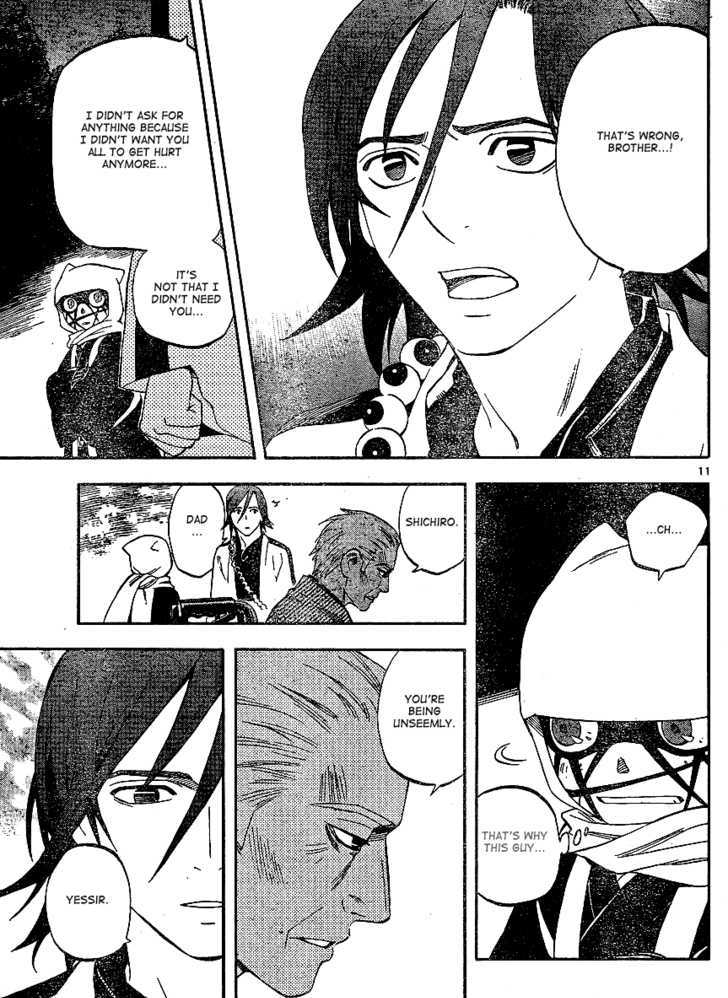 THAT'S WRONG,
BROTHER...!
I DIDN'T ASK FOR
ANYTHING BECAUSE
I DIDN'T WANT YOU
ALL TO GET HURT
ANYMORE...
IT'S
NOT THAT I
DIDN'T NEED
YOU...
11
...CH...
THAT'S WHY
THIS GUY...
SHICHIRO.
DAD
...
YOU'RE
BEING
UNSEEMLY.
YESSIR.